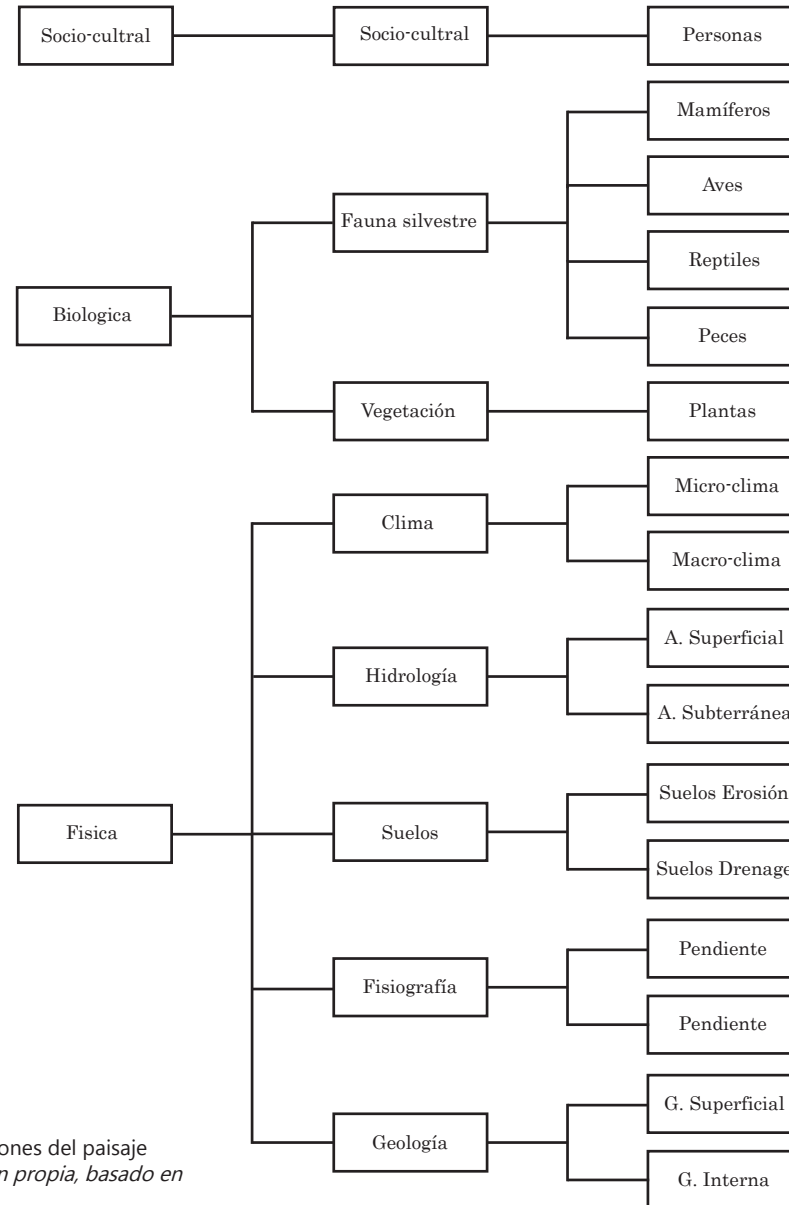 Socio-cultral
Socio-cultral
Personas
Mamíferos
Aves
Fauna silvestre
Reptiles
Biologica
Peces
Vegetación
Plantas
Micro-clima
Clima
Macro-clima
A. Superficial
Hidrología
A. Subterránea
Suelos Erosión
Fisica
Suelos
Suelos Drenage
Pendiente
Fisiografía
Pendiente
G. Superficial
Geología
G. Interna
ones del paisaje
n propia, basado en